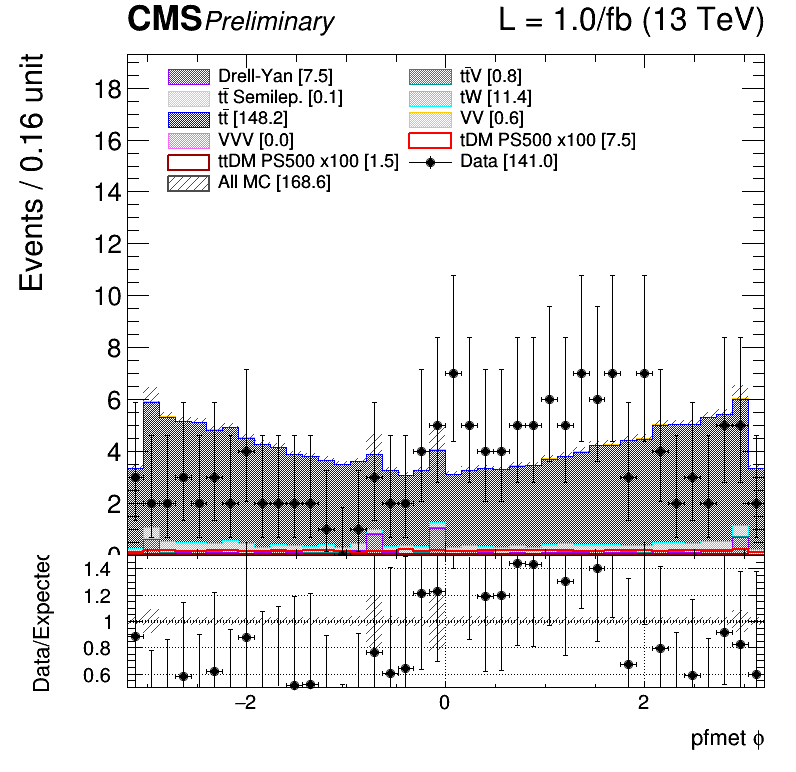 CMS Preliminary L = 1.0/fb (13 TeV)
Events / 0.16 unit
18
16
14
12
10
8
6
4
2
0
Drell-Yan [7.5]
tt̄V [0.8]
tt̄ Semilep. [0.1]
tW [11.4]
tt̄ [148.2]
VV [0.6]
VVV [0.0]
tDM PS500 x100 [7.5]
ttDM PS500 x100 [1.5]
Data [141.0]
All MC [168.6]
Data/Expected
1.4
1.2
1
0.8
0.6
−2 0 2
pfmet ϕ